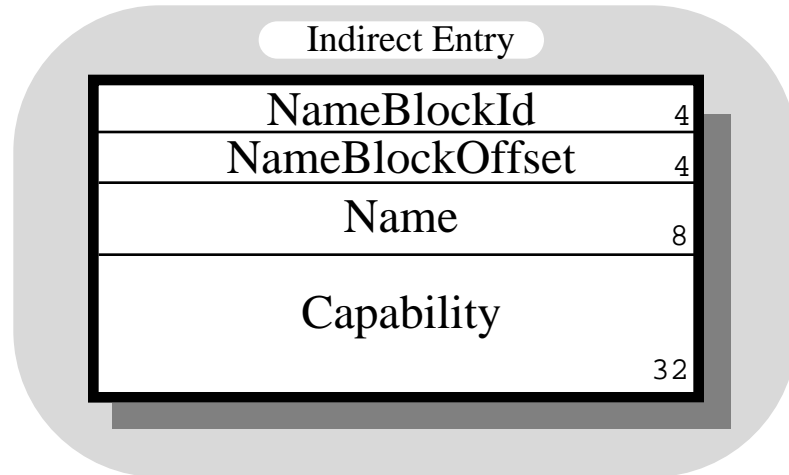 Indirect Entry
NameBlockId 4
NameBlockOffset 4
Name 8
Capability
32